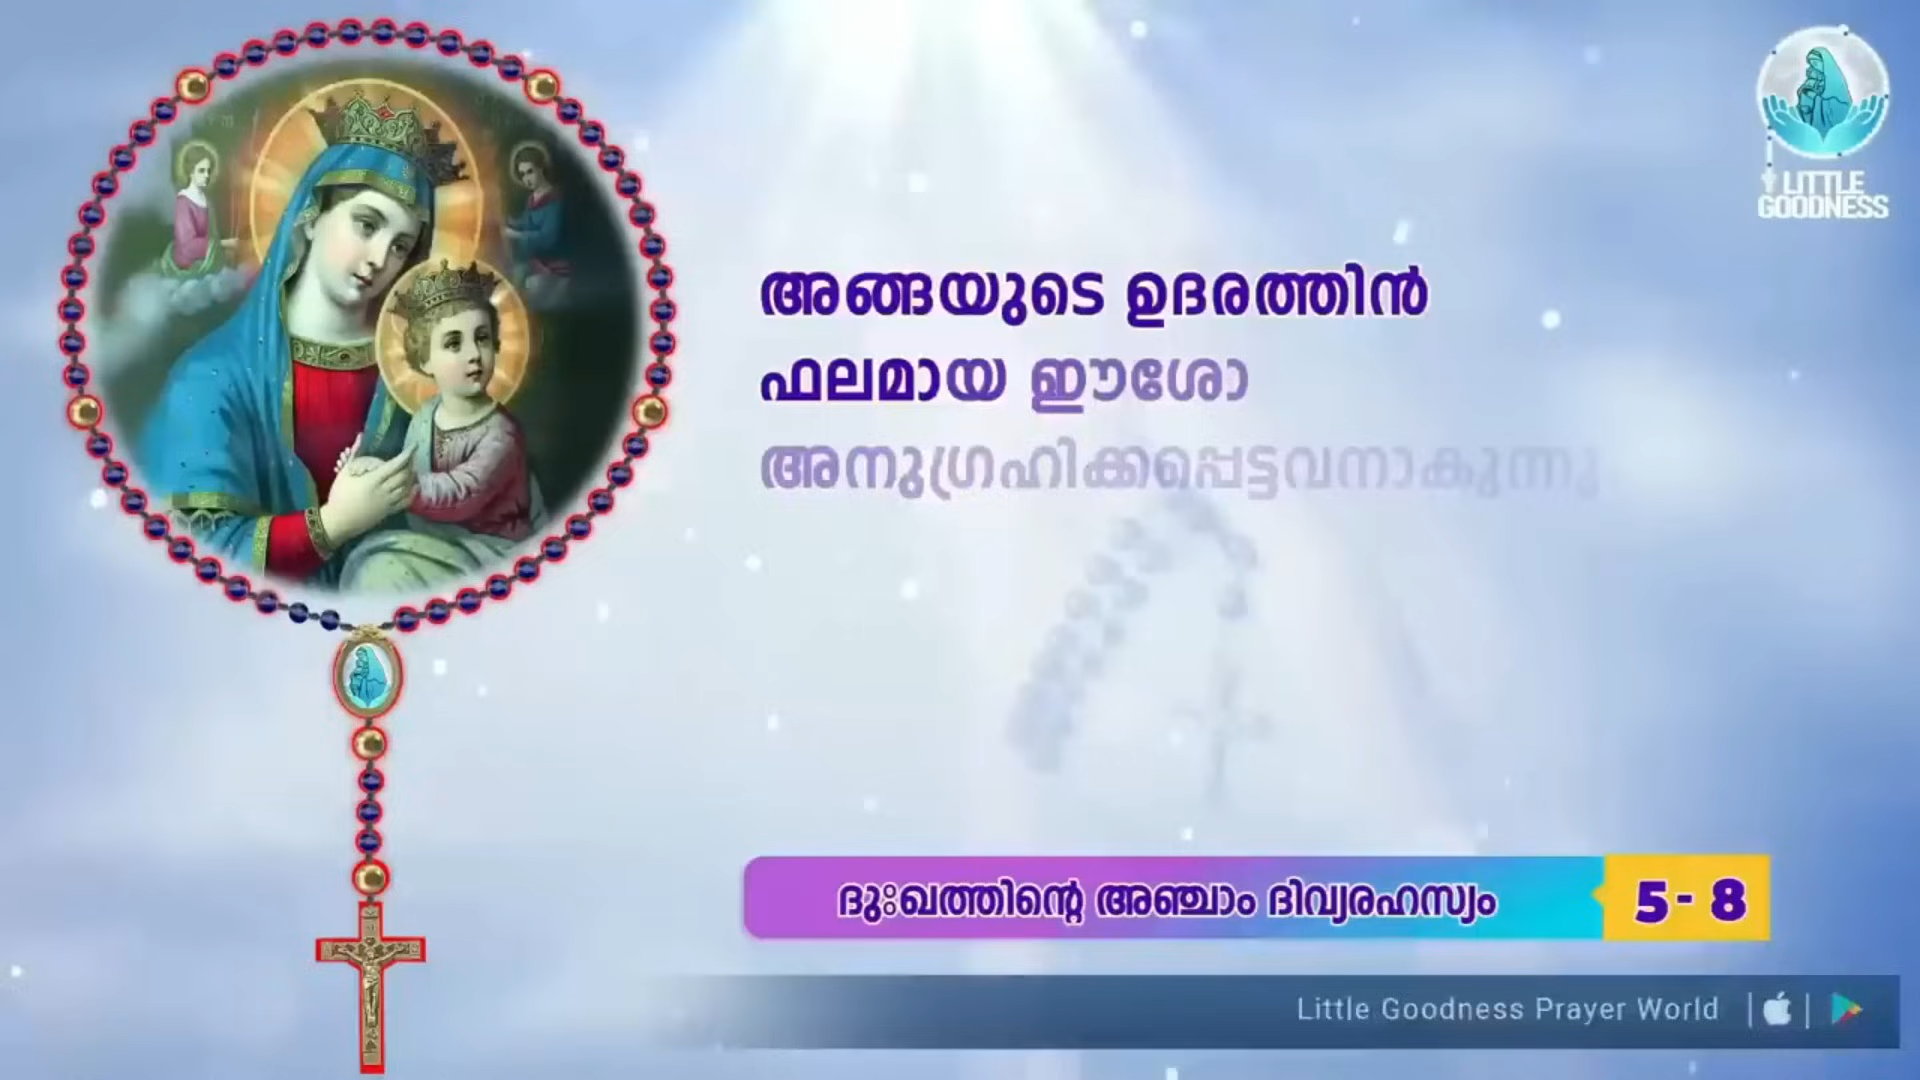 LITTLE
GOODNESS
അങ്ങയുടെ ഉദരത്തിൻ
ഫലമായ ഈശോ
അനുഗ്രഹിക്കപ്പെട്ടവനാകുന്നു
ദുഃഖത്തിന്റെ അഞ്ചാം ദിവ്യരഹസ്യം
5 - 8
Little Goodness Prayer World